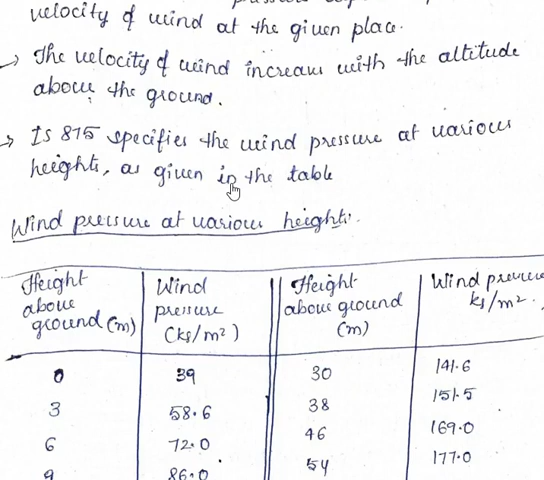 velocity of wind at the given place.
→ The velocity of wind increases with the altitude
above the ground.
→ Is 875 specifies the wind pressure at various
heights, as given in the table
Wind pressure at various heights.
Height above ground (m) Wind pressure (ks/m²) Height above ground (m) Wind pressure ks/m².
0 39 30 141.6
3 58.6 38 151.5
6 72.0 46 169.0
9 86.0 54 177.0